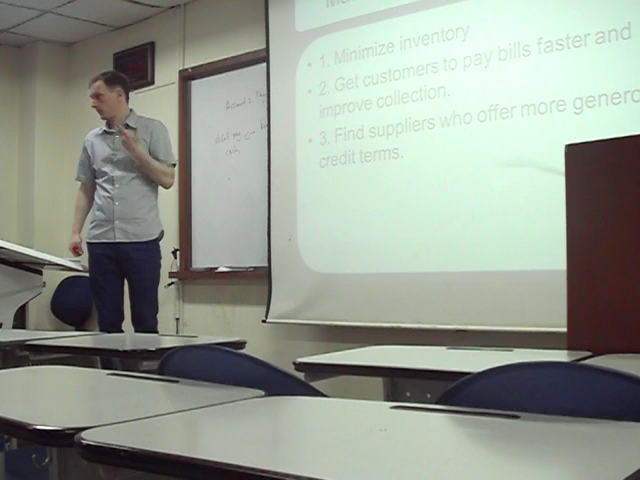 • 1. Minimize inventory
• 2. Get customers to pay bills faster and
improve collection.
• 3. Find suppliers who offer more genero
credit terms.